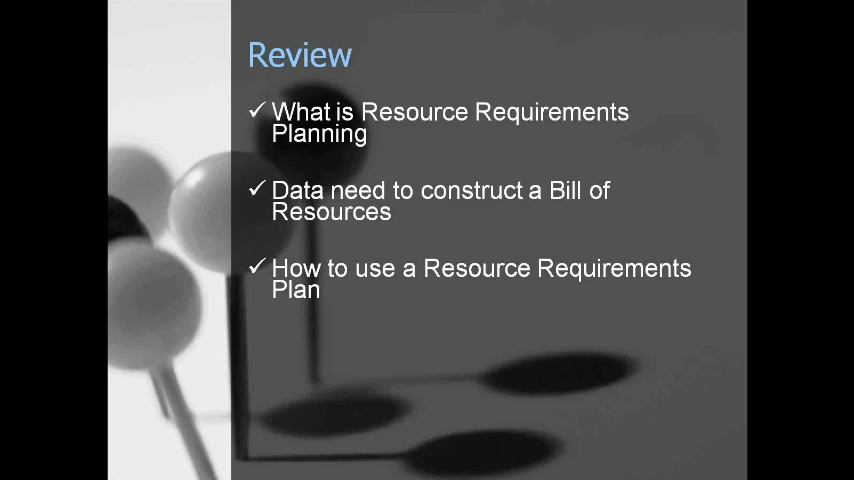 Review
✓ What is Resource Requirements
Planning
✓ Data need to construct a Bill of
Resources
✓ How to use a Resource Requirements
Plan